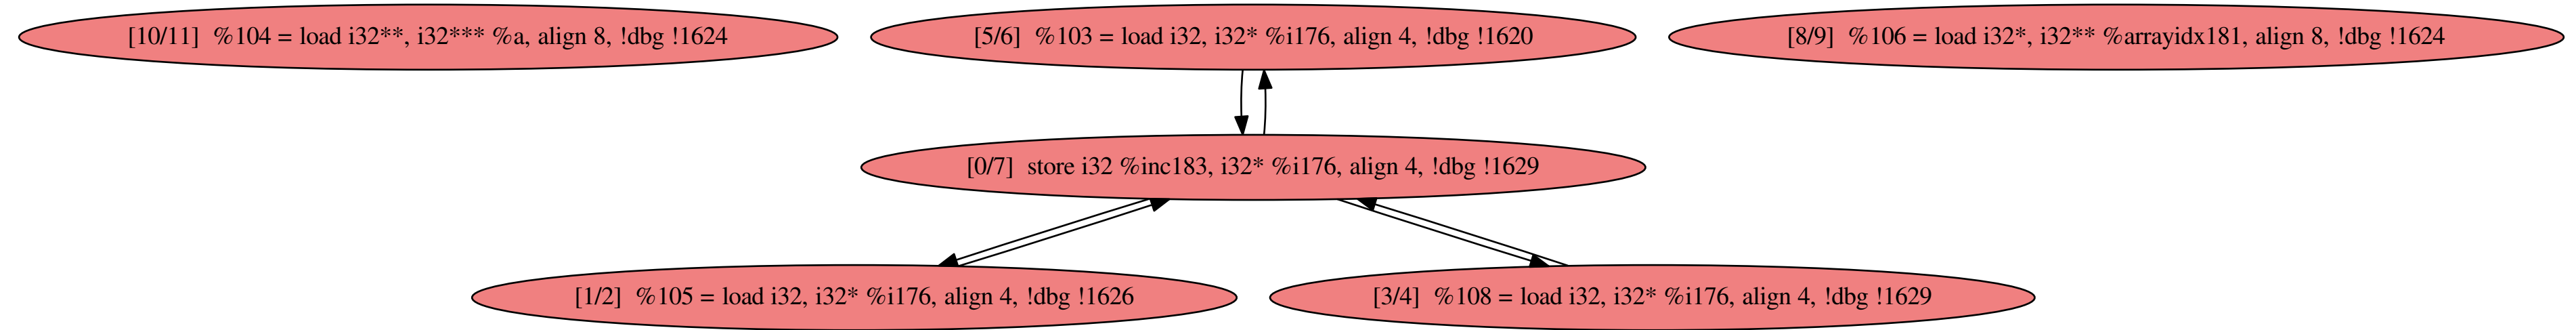 [10/11]  %104 = load i32**, i32*** %a, align 8, !dbg !1624
[5/6]  %103 = load i32, i32* %i176, align 4, !dbg !1620
[8/9]  %106 = load i32*, i32** %arrayidx181, align 8, !dbg !1624
[0/7]  store i32 %inc183, i32* %i176, align 4, !dbg !1629
[1/2]  %105 = load i32, i32* %i176, align 4, !dbg !1626
[3/4]  %108 = load i32, i32* %i176, align 4, !dbg !1629